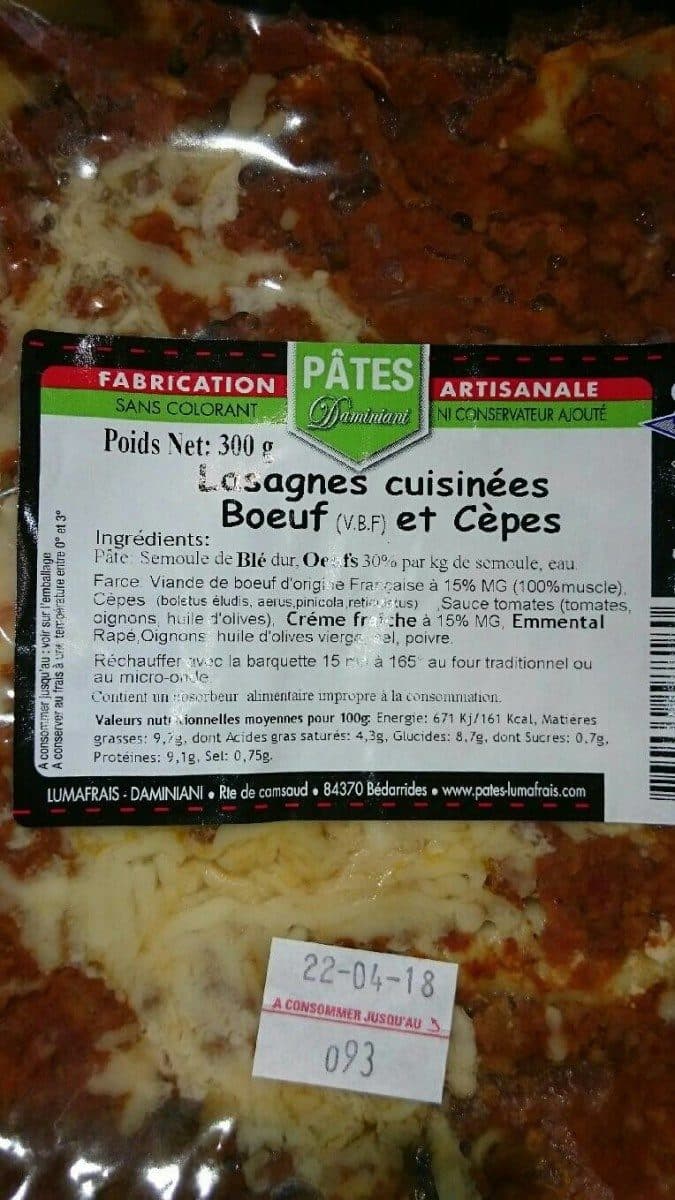 FABRICATION PÂTES ARTISANALE
SANS COLORANT Daminiani NI CONSERVATEUR AJOUTÉ
Poids Net: 300 g
Lasagnes cuisinées
Boeuf (V.B.F) et Cèpes
Ingrédients:
Pâte: Semoule de Blé dur, Oeufs 30% par kg de semoule, eau.
Farce: Viande de boeuf d'origine Française à 15% MG (100%muscle),
Cèpes (boletus éludis, aerus,pinicola,reticulatus) ,Sauce tomates (tomates,
oignons, huile d'olives), Créme fraîche à 15% MG, Emmental
Rapé,Oignons, huile d'olives vierge, sel, poivre.
Réchauffer avec la barquette 15 à 165° au four traditionnel ou
au micro-onde.
Contient un absorbeur alimentaire impropre à la consommation.
Valeurs nutritionnelles moyennes pour 100g: Energie: 671 Kj/161 Kcal, Matieres
grasses: 9,7g, dont Acides gras saturés: 4,3g, Glucides: 8,7g, dont Sucres: 0,7g,
Protéines: 9,1g, Sel: 0,75g.
A consommer jusqu'au : voir sur l'emballage
A conserver au frais à une température entre 0° et 3°
LUMAFRAIS - DAMINIANI • Rte de camsaud • 84370 Bédarrides • www.pates-lumafrais.com
22-04-18
A CONSOMMER JUSQU'AU
093